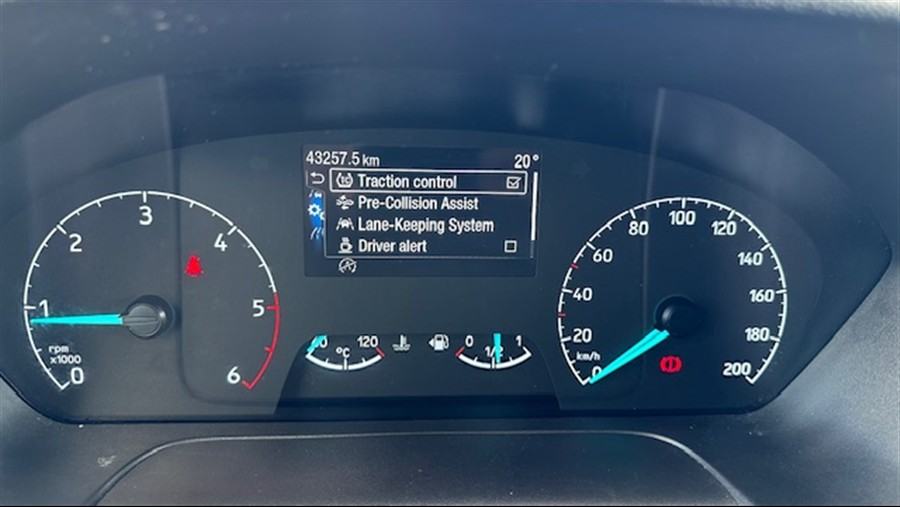 43257.5 km 20°
Traction control
Pre-Collision Assist
Lane-Keeping System
Driver alert
0 1 2 3 4 5 6
rpm
x1000
120
°C
0 1/2 1
0 20 40 60 80 100 120 140 160 180 200
km/h